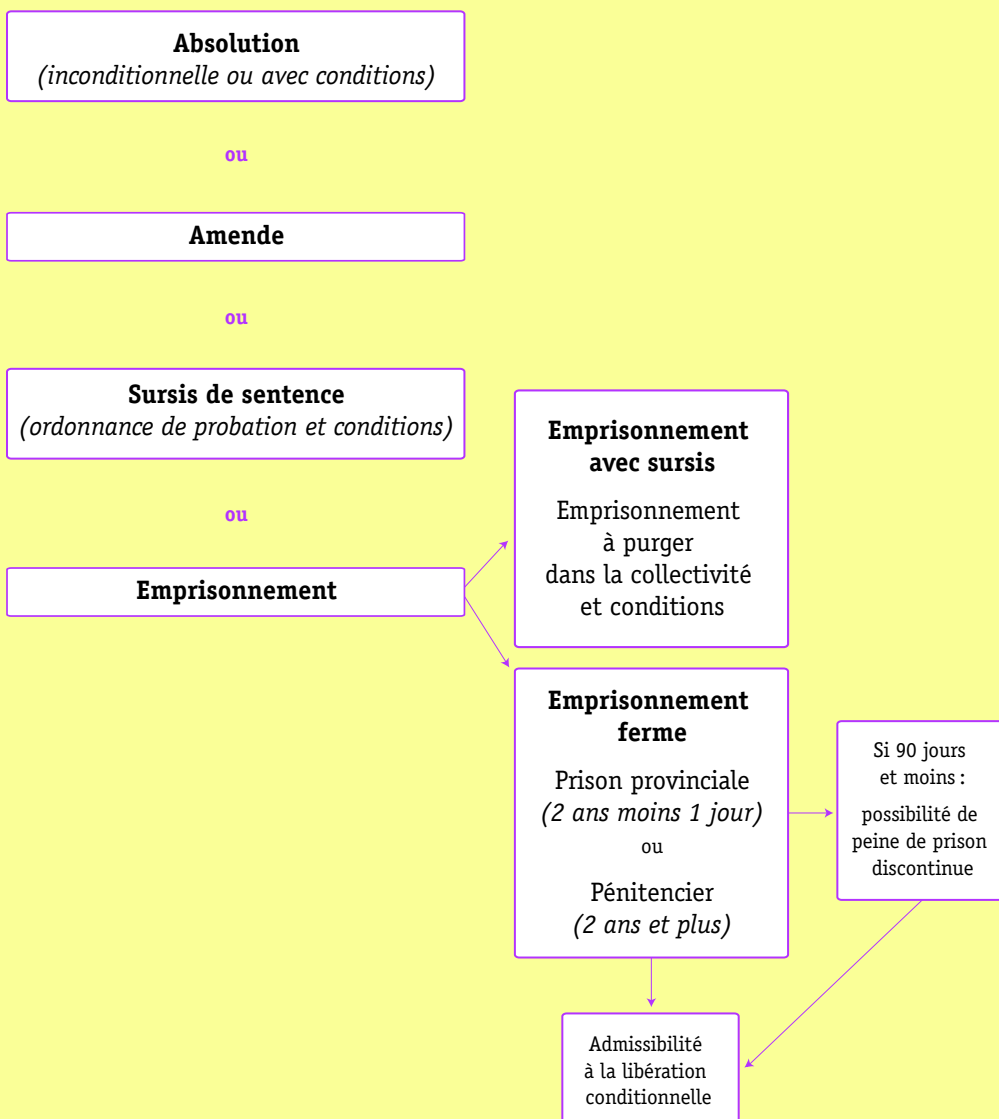 Absolution
(inconditionnelle ou avec conditions)
ou
Amende
ou
Sursis de sentence
(ordonnance de probation et conditions)
ou
Emprisonnement
Emprisonnement
avec sursis
Emprisonnement
à purger
dans la collectivité
et conditions
Emprisonnement
ferme
Prison provinciale
(2 ans moins 1 jour)
ou
Pénitencier
(2 ans et plus)
Si 90 jours
et moins :
possibilité de
peine de prison
discontinue
Admissibilité
à la libération
conditionnelle